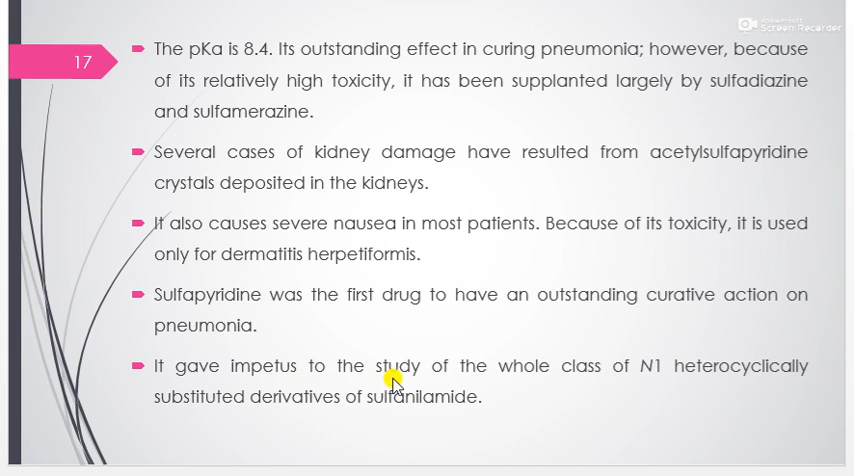 Apowersoft
Screen Recorder
17
The pKa is 8.4. Its outstanding effect in curing pneumonia; however, because
of its relatively high toxicity, it has been supplanted largely by sulfadiazine
and sulfamerazine.
Several cases of kidney damage have resulted from acetylsulfapyridine
crystals deposited in the kidneys.
It also causes severe nausea in most patients. Because of its toxicity, it is used
only for dermatitis herpetiformis.
Sulfapyridine was the first drug to have an outstanding curative action on
pneumonia.
It gave impetus to the study of the whole class of N1 heterocyclically
substituted derivatives of sulfanilamide.